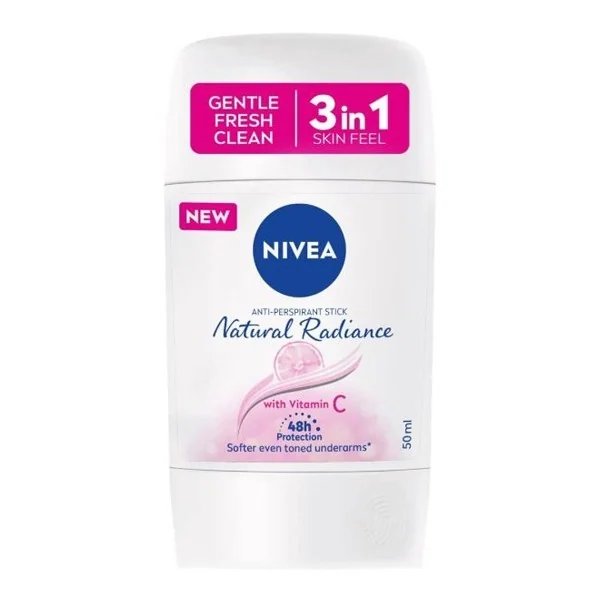 GENTLE
FRESH
CLEAN
3 in 1
SKIN FEEL
NEW
NIVEA
ANTI-PERSPIRANT STICK
Natural Radiance
with Vitamin C
48h
Protection
Softer even toned underarms*
50 ml